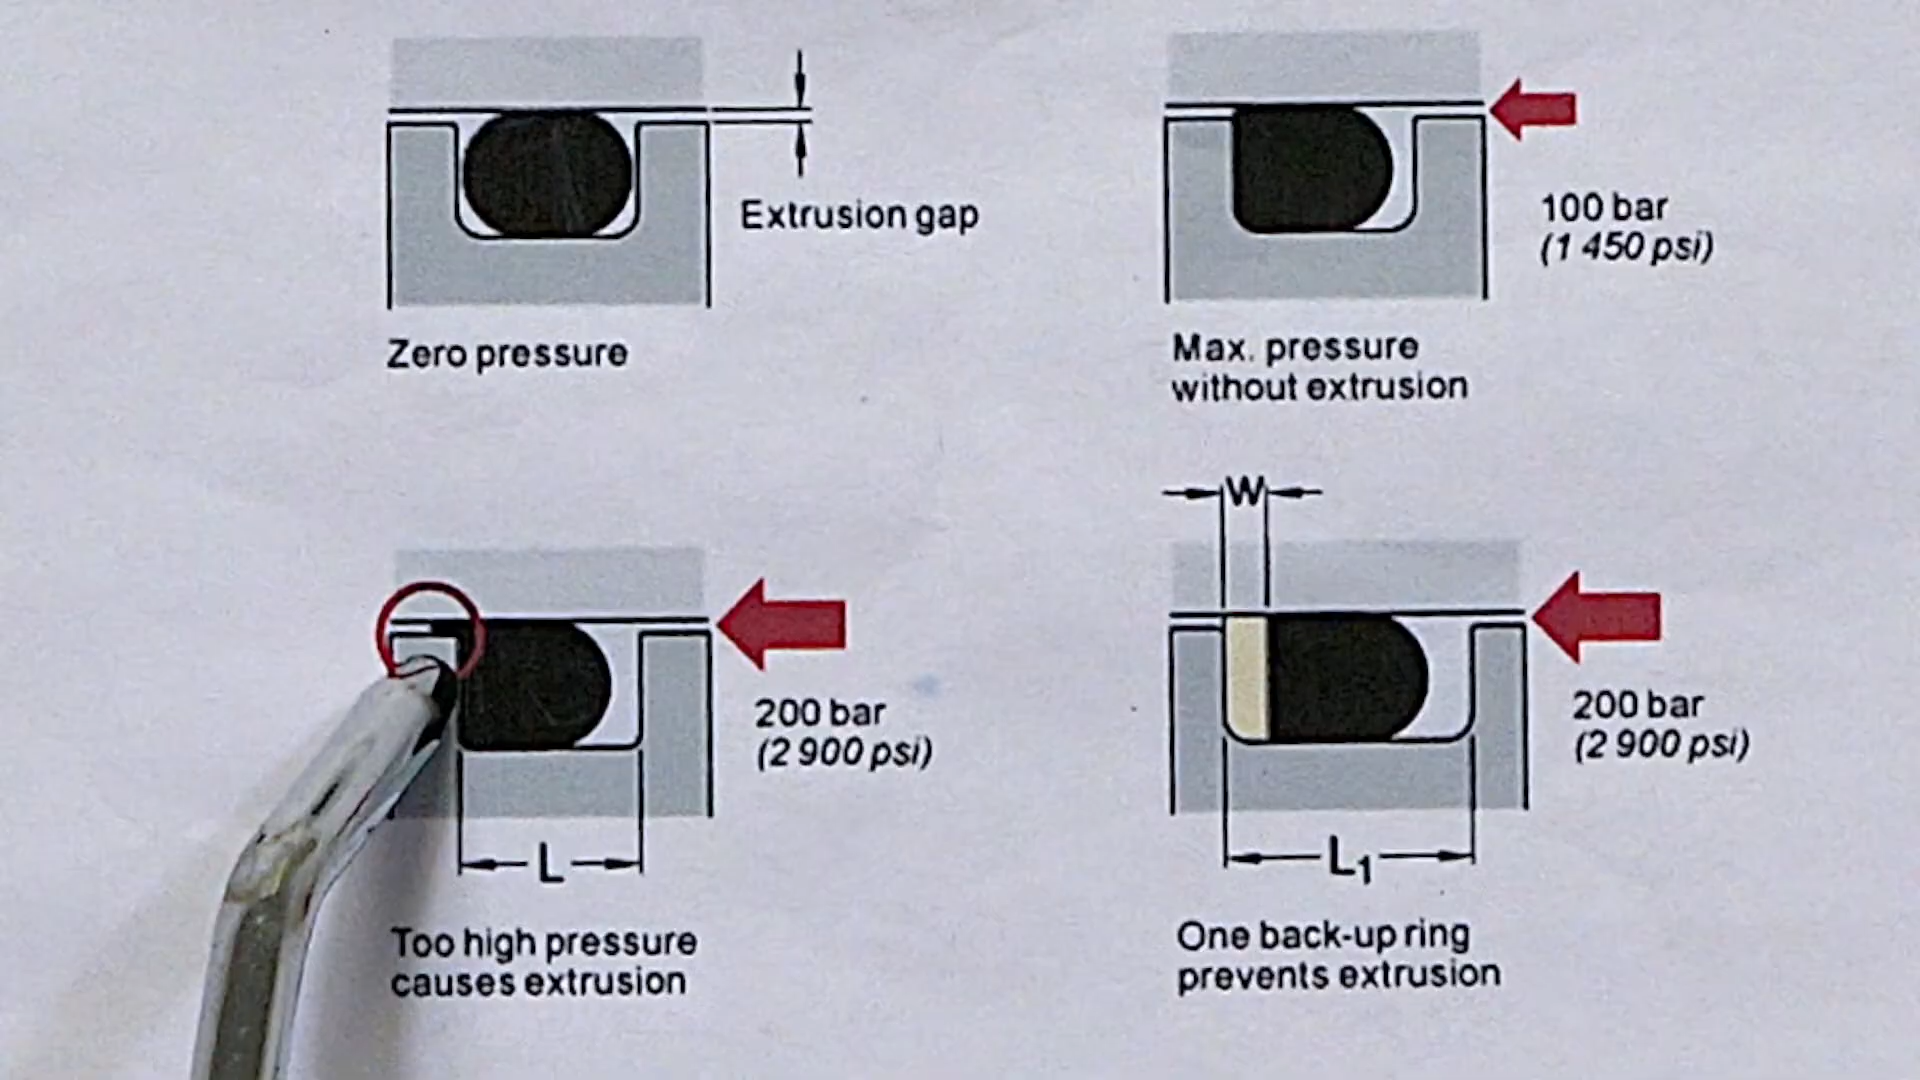 Extrusion gap
Zero pressure
100 bar
(1 450 psi)
Max. pressure
without extrusion
200 bar
(2 900 psi)
L
Too high pressure
causes extrusion
W
200 bar
(2 900 psi)
L₁
One back-up ring
prevents extrusion